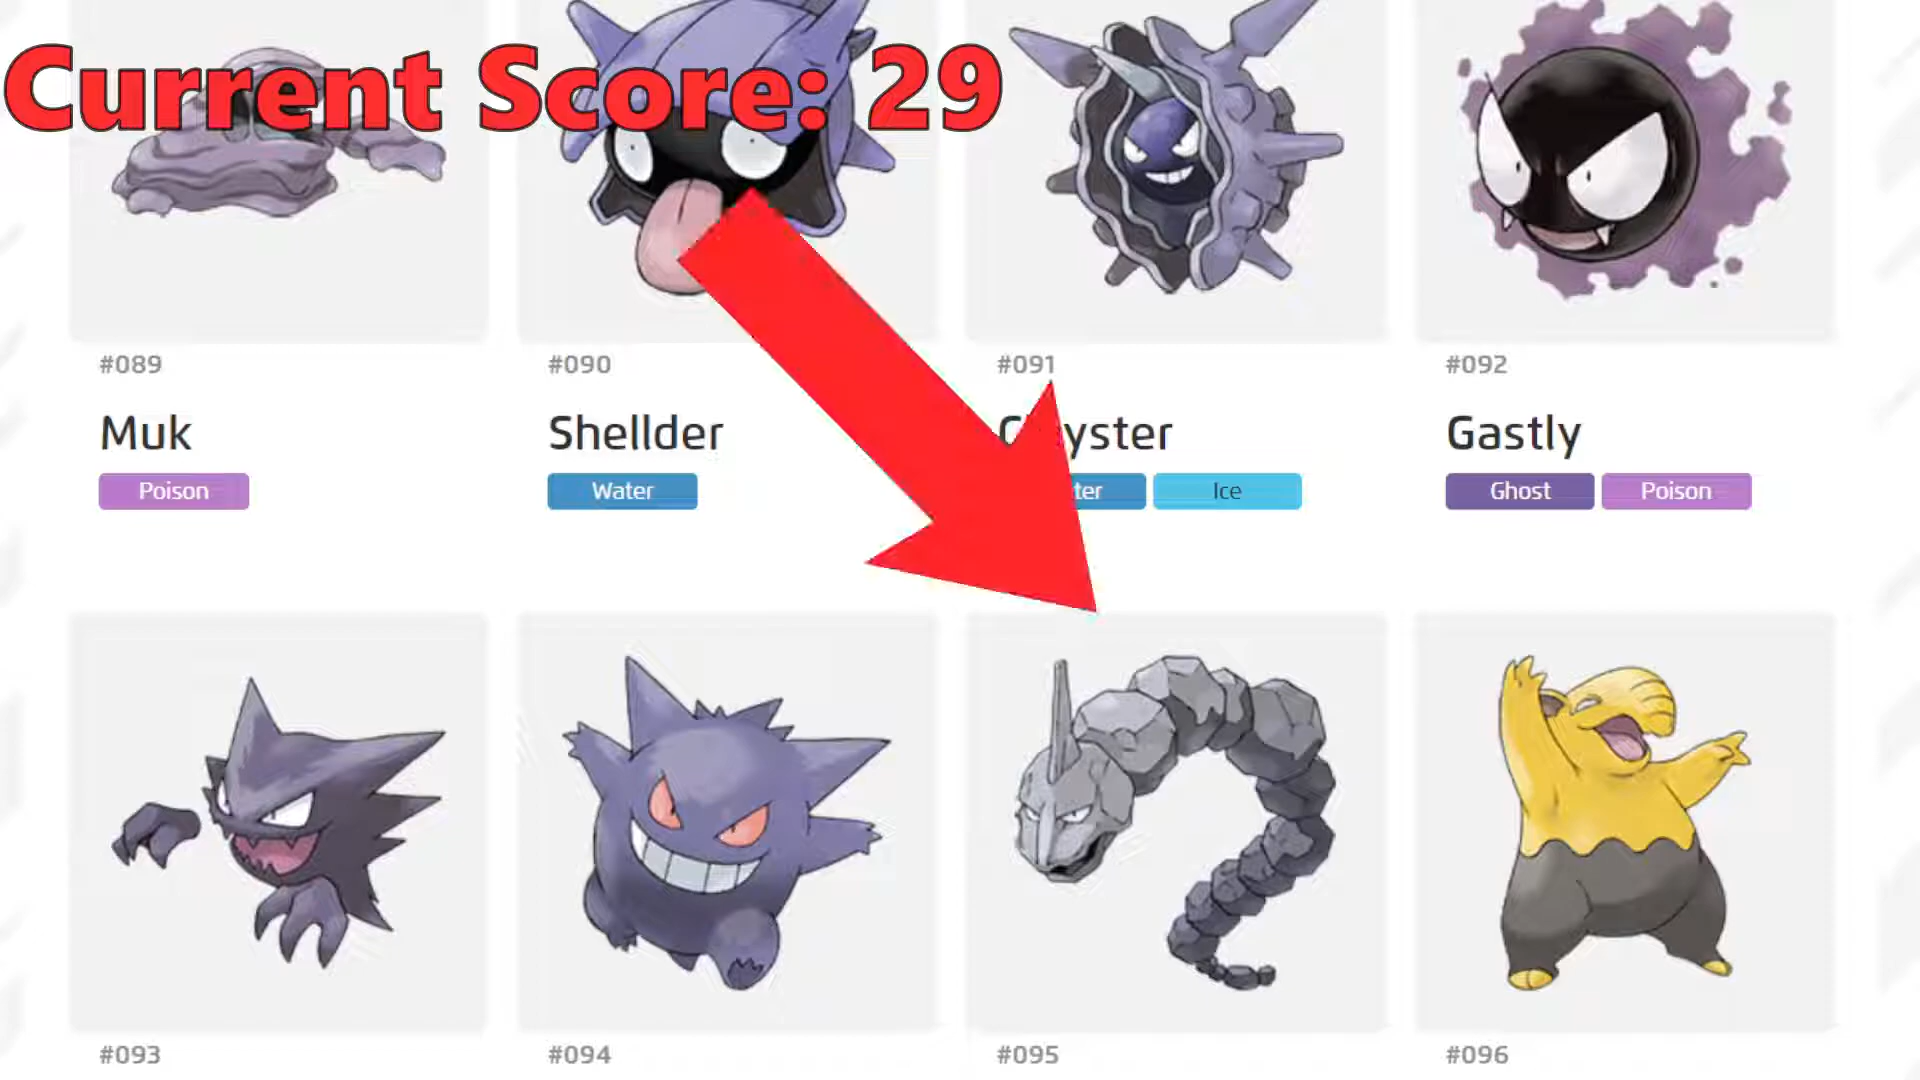 Current Score: 29
#089
#090
#091
#092
Muk
Shellder
yster
Gastly
Poison
Water
ter
Ice
Ghost
Poison
#093
#094
#095
#096